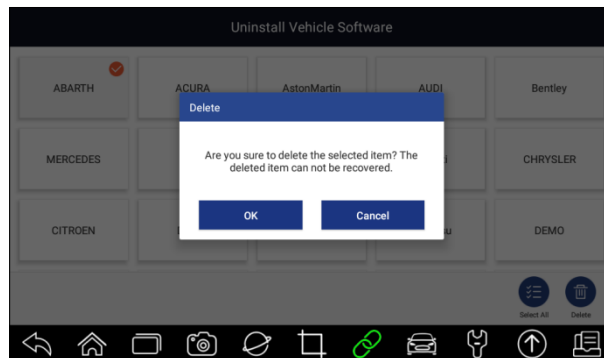 Uninstall Vehicle Software
ABARTH
ACURA
AstonMartin
AUDI
Bentley
Delete
Are you sure to delete the selected item? The
deleted item can not be recovered.
OK
Cancel
MERCEDES
CHRYSLER
CITROEN
DEMO
Select All
Delete